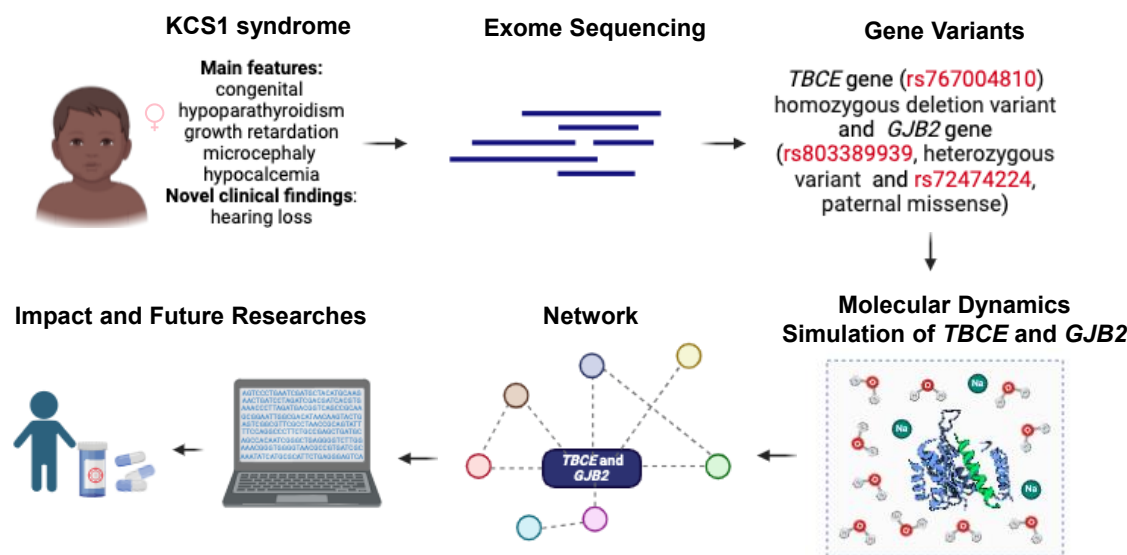 KCS1 syndrome
Main features:
congenital
hypoparathyroidism
growth retardation
microcephaly
hypocalcemia
Novel clinical findings:
hearing loss
Exome Sequencing
Gene Variants
TBCE gene (rs767004810)
homozygous deletion variant
and GJB2 gene
(rs803389939, heterozygous
variant and rs72474224,
paternal missense)
Molecular Dynamics
Simulation of TBCE and GJB2
Na
Na
Na
Network
TBCE and
GJB2
Impact and Future Researches